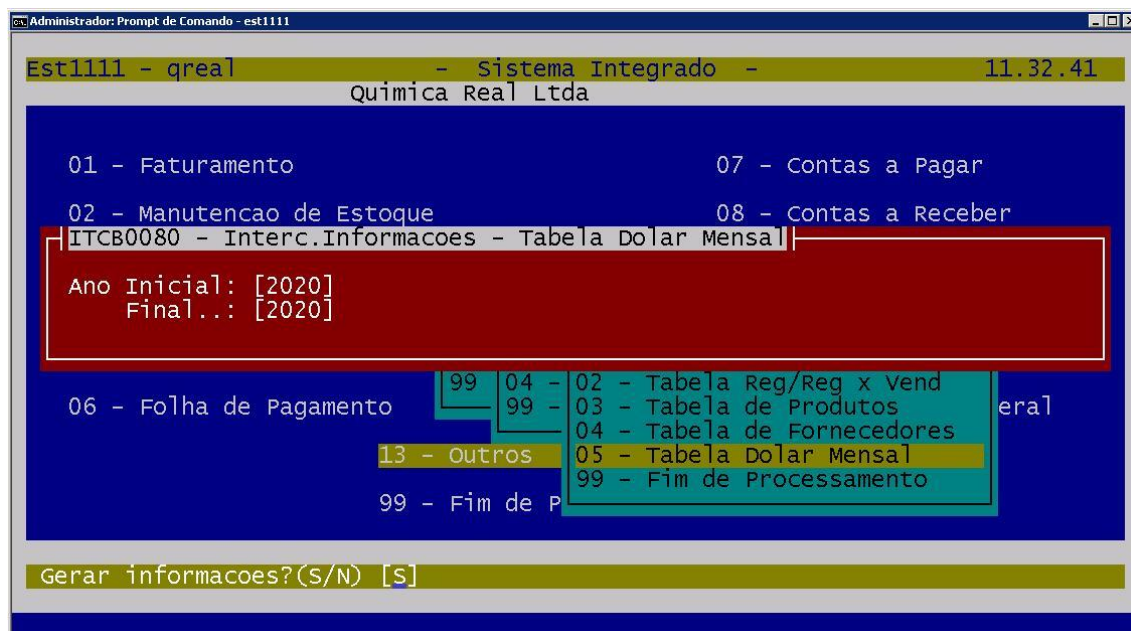 Administrador: Prompt de Comando - est1111
Est1111 - qreal - Sistema Integrado - 11.32.41
Quimica Real Ltda
01 - Faturamento 07 - Contas a Pagar
02 - Manutencao de Estoque 08 - Contas a Receber
ITCB0080 - Interc.Informacoes - Tabela Dolar Mensal
Ano Inicial: [2020]
Final..: [2020]
99 04 - 02 - Tabela Reg/Reg x Vend
06 - Folha de Pagamento 99 - 03 - Tabela de Produtos eral
04 - Tabela de Fornecedores
13 - Outros 05 - Tabela Dolar Mensal
99 - Fim de Processamento
99 - Fim de P
Gerar informacoes?(S/N) [S]